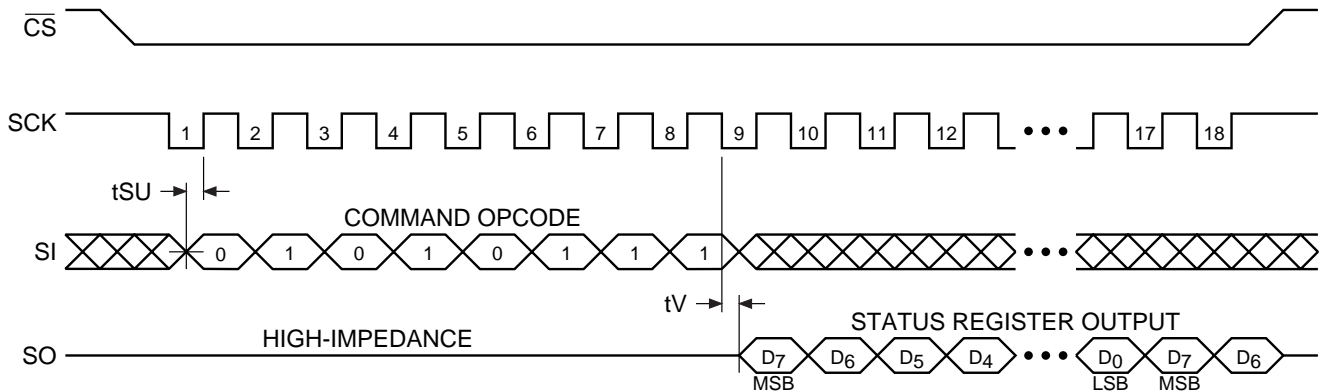 CS
SCK 1 2 3 4 5 6 7 8 9 10 11 12 17 18
tSU
COMMAND OPCODE
SI 0 1 0 1 0 1 1 1
tV
HIGH-IMPEDANCE STATUS REGISTER OUTPUT
SO D7 D6 D5 D4 D0 D7 D6
MSB LSB MSB